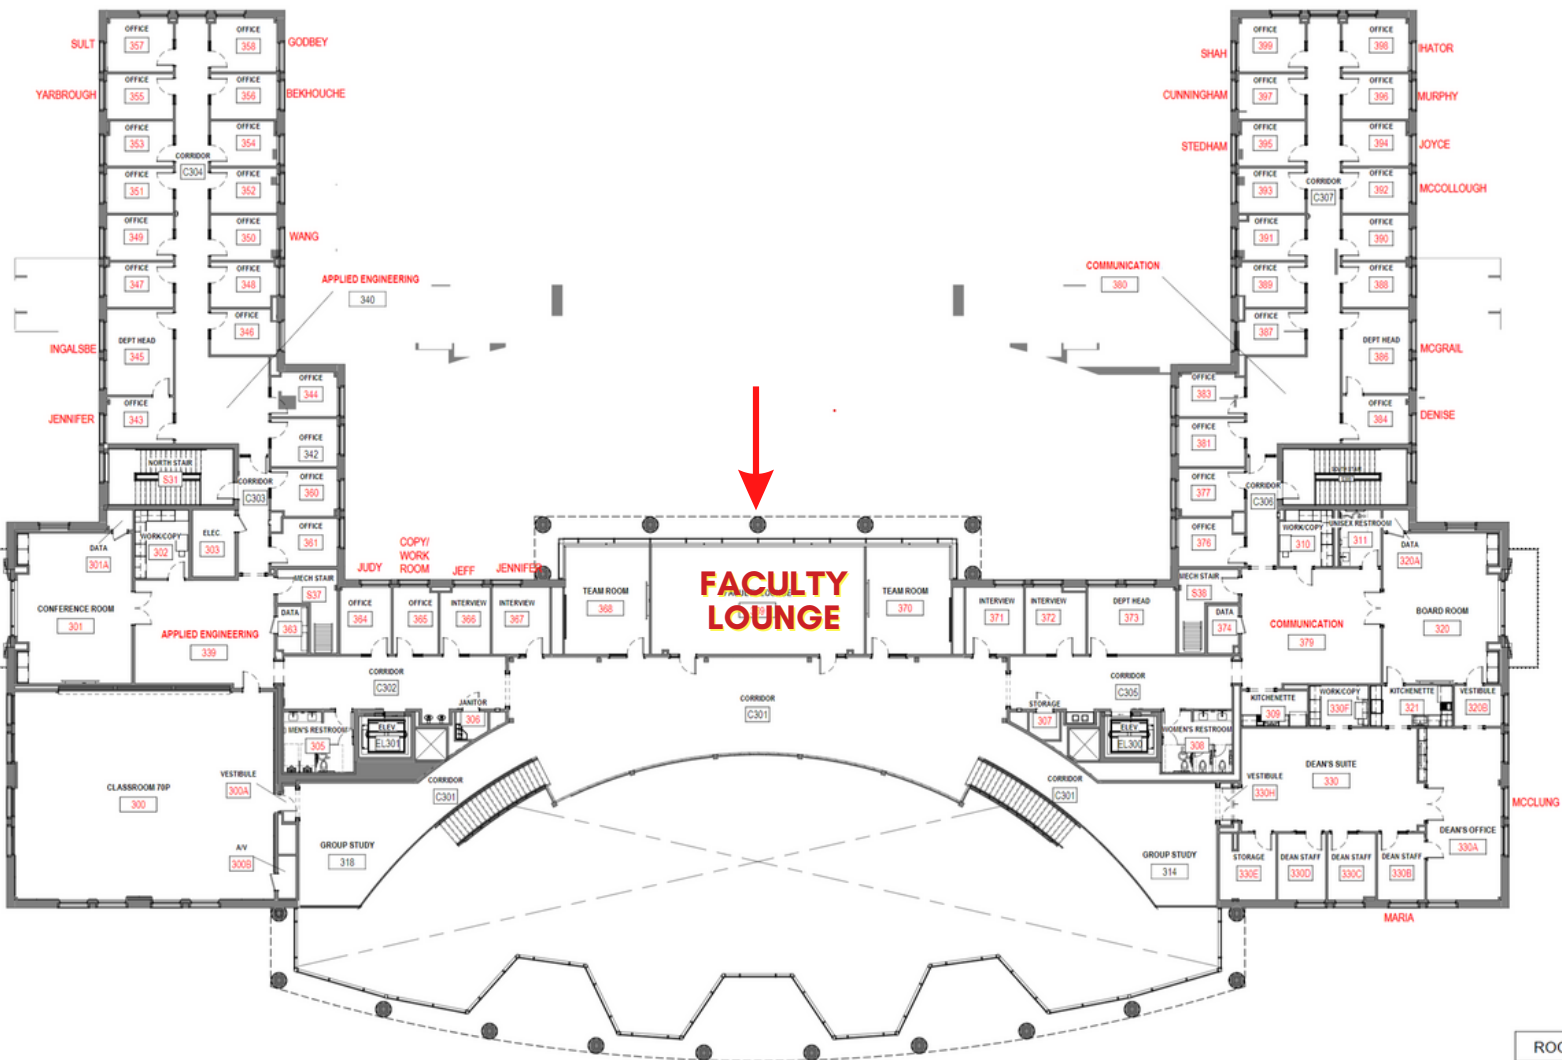 OFFICE
357
SULT
OFFICE
358
GODBEY
OFFICE
355
YARBROUGH
OFFICE
356
BEKHOUCHE
OFFICE
353
OFFICE
354
CORRIDOR
C304
OFFICE
351
OFFICE
352
OFFICE
349
OFFICE
350
WANG
OFFICE
347
OFFICE
348
APPLIED ENGINEERING
340
OFFICE
346
INGALSBE
DEPT HEAD
345
JENNIFER
OFFICE
343
OFFICE
344
OFFICE
342
NORTH STAIR
S31
CORRIDOR
C303
OFFICE
360
OFFICE
361
DATA
301A
WORK/COPY
302
ELEC.
303
CONFERENCE ROOM
301
APPLIED ENGINEERING
339
MECH STAIR
S37
DATA
363
JUDY
OFFICE
364
COPY/
WORK
ROOM
OFFICE
365
JEFF
INTERVIEW
366
JENNIFER
INTERVIEW
367
TEAM ROOM
368
FACULTY
LOUNGE
TEAM ROOM
370
INTERVIEW
371
INTERVIEW
372
DEPT HEAD
373
CORRIDOR
C302
JANITOR
306
MEN'S RESTROOM
305
ELEV
EL301
CORRIDOR
C301
CORRIDOR
C301
CLASSROOM 70P
300
VESTIBULE
300A
A/V
300B
GROUP STUDY
318
SHAH
OFFICE
399
OFFICE
398
IHATOR
CUNNINGHAM
OFFICE
397
OFFICE
396
MURPHY
STEDHAM
OFFICE
395
OFFICE
394
JOYCE
OFFICE
393
OFFICE
392
MCCOLLOUGH
CORRIDOR
C307
OFFICE
391
OFFICE
390
COMMUNICATION
380
OFFICE
389
OFFICE
388
OFFICE
387
DEPT HEAD
386
MCGRAIL
OFFICE
384
DENISE
OFFICE
383
OFFICE
381
OFFICE
377
OFFICE
376
CORRIDOR
C306
WORK/COPY
310
UNISEX RESTROOM
311
DATA
320A
BOARD ROOM
320
MECH STAIR
S38
DATA
374
COMMUNICATION
379
CORRIDOR
C305
STORAGE
307
ELEV
EL300
WOMEN'S RESTROOM
308
KITCHENETTE
309
WORK/COPY
330F
KITCHENETTE
321
VESTIBULE
320B
CORRIDOR
C301
VESTIBULE
330H
DEAN'S SUITE
330
MCCLUNG
DEAN'S OFFICE
330A
GROUP STUDY
314
STORAGE
330E
DEAN STAFF
330D
DEAN STAFF
330C
DEAN STAFF
330B
MARIA